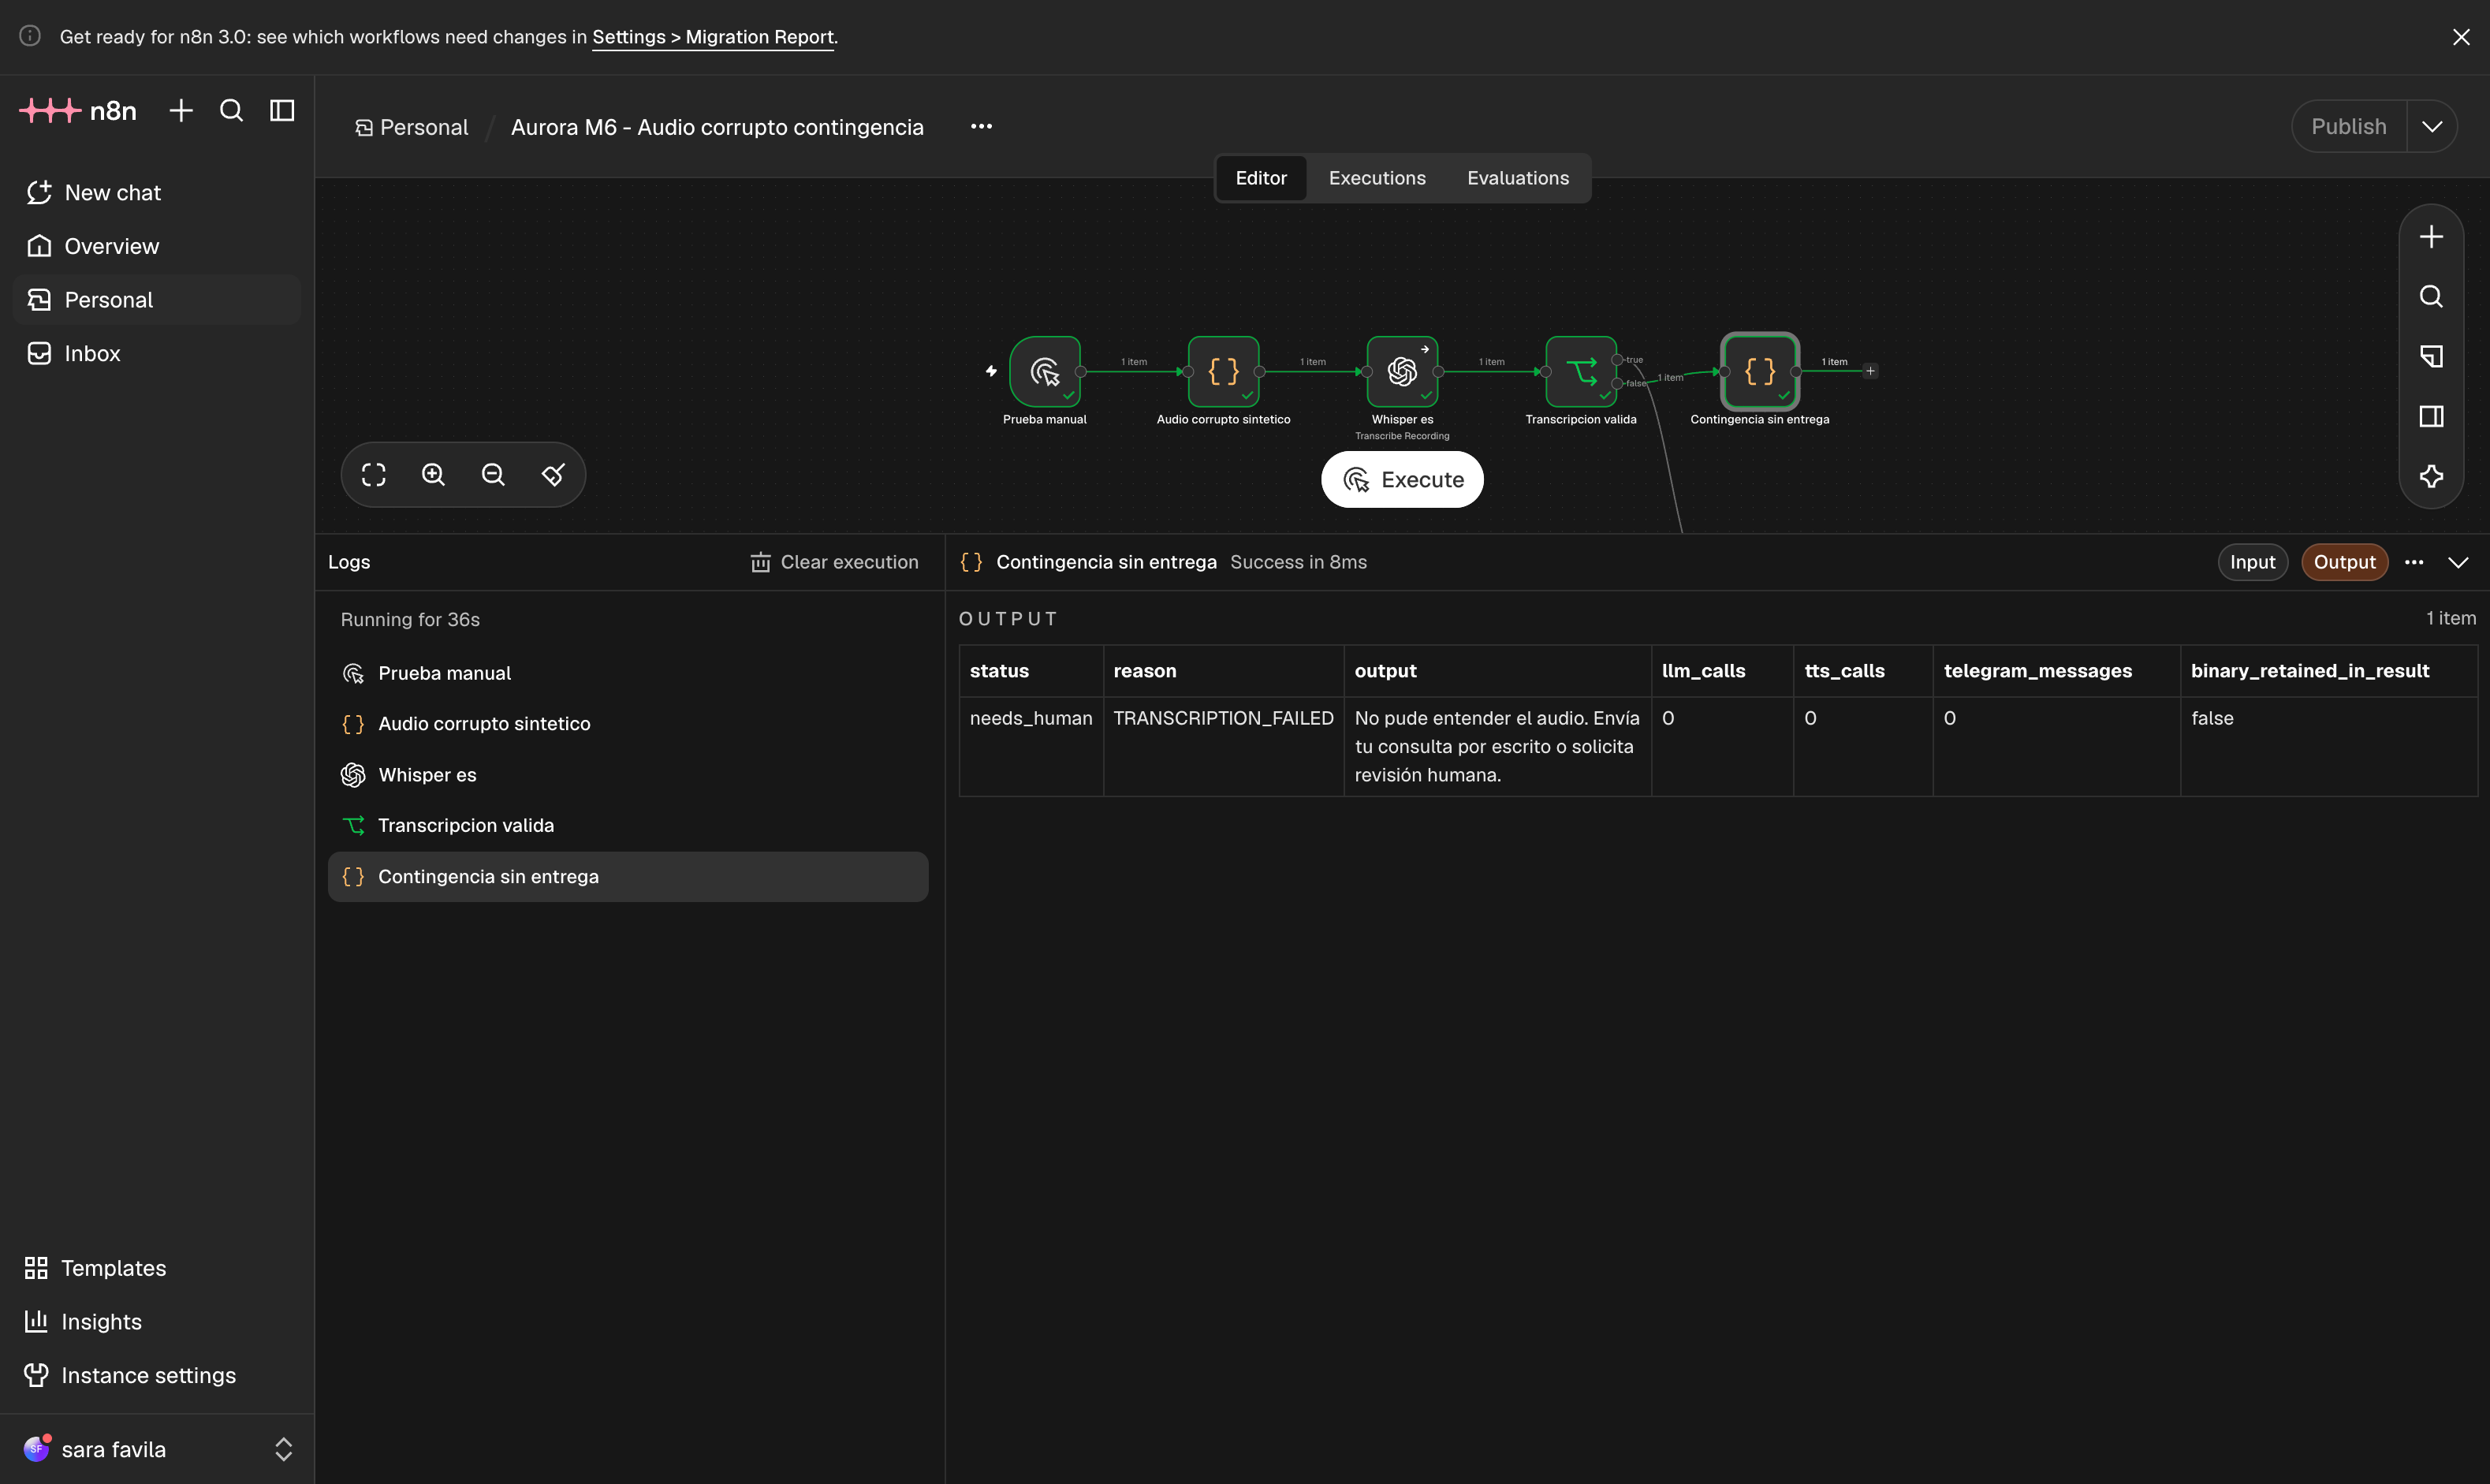 Get ready for n8n 3.0: see which workflows need changes in Settings > Migration Report.
n8n
New chat
Overview
Personal
Inbox
Templates
Insights
Instance settings
SF
sara favila
Personal / Aurora M6 - Audio corrupto contingencia
Publish
Editor
Executions
Evaluations
1 item
1 item
1 item
true
false
1 item
1 item
Prueba manual
Audio corrupto sintetico
Whisper es
Transcribe Recording
Transcripcion valida
Contingencia sin entrega
Execute
Logs
Clear execution
Running for 36s
Prueba manual
Audio corrupto sintetico
Whisper es
Transcripcion valida
Contingencia sin entrega
Contingencia sin entrega Success in 8ms
Input
Output
OUTPUT
1 item
status reason output llm_calls tts_calls telegram_messages binary_retained_in_result
needs_human TRANSCRIPTION_FAILED No pude entender el audio. Envía 0 0 0 false
tu consulta por escrito o solicita
revisión humana.